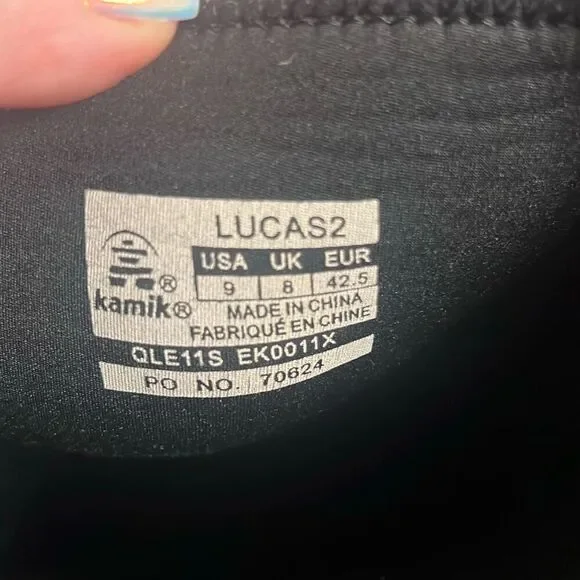 LUCAS2
USA UK EUR
9 8 42.5
kamik®
MADE IN CHINA
FABRIQUÉ EN CHINE
QLE11S EK0011X
PO NO. 70624